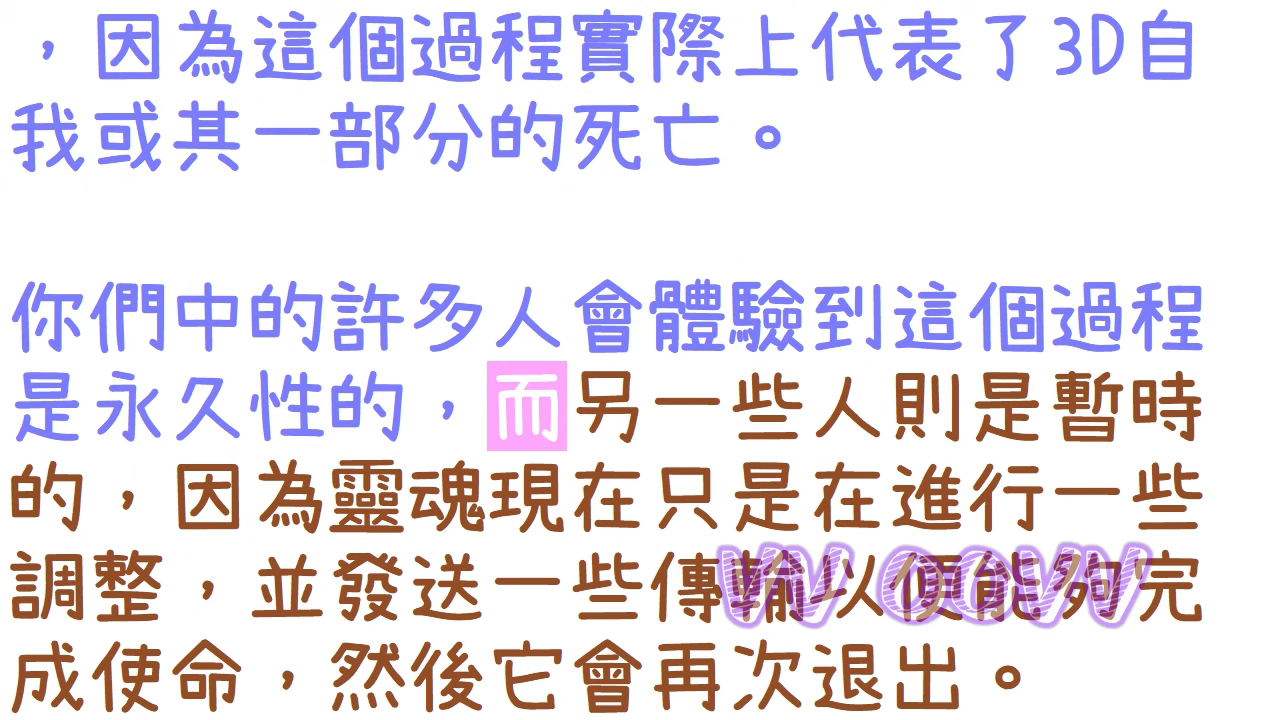 ，因為這個過程實際上代表了3D自
我或其一部分的死亡。
你們中的許多人會體驗到這個過程
是永久性的，而另一些人則是暫時
的，因為靈魂現在只是在進行一些
調整，並發送一些傳輸以便能夠完
成使命，然後它會再次退出。